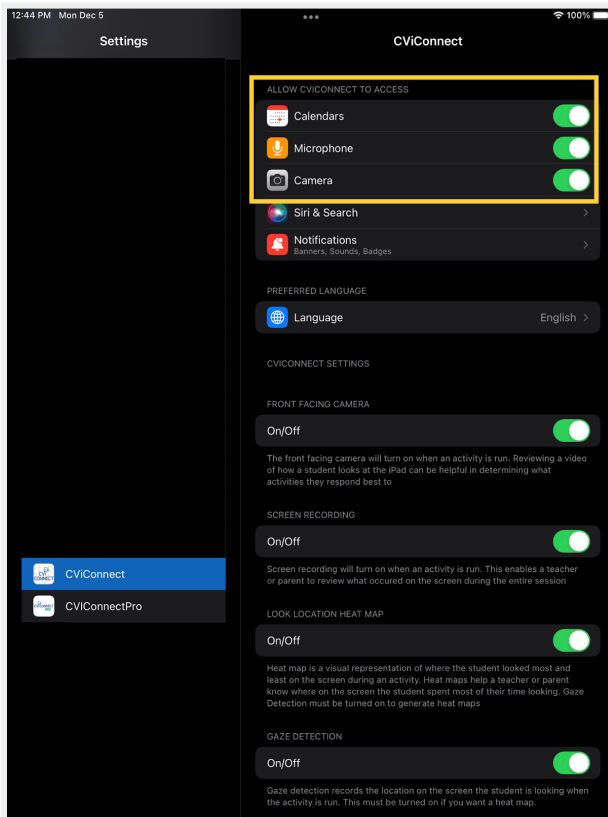 12:44 PM Mon Dec 5
100%
Settings
CViConnect
ALLOW CVICONNECT TO ACCESS
Calendars
Microphone
Camera
Siri & Search
Notifications
Banners, Sounds, Badges
PREFERRED LANGUAGE
Language English
CVICONNECT SETTINGS
FRONT FACING CAMERA
On/Off
The front facing camera will turn on when an activity is run. Reviewing a video
of how a student looks at the iPad can be helpful in determining what
activities they respond best to
SCREEN RECORDING
On/Off
Screen recording will turn on when an activity is run. This enables a teacher
or parent to review what occured on the screen during the entire session
CViConnect
CVIConnectPro
LOOK LOCATION HEAT MAP
On/Off
Heat map is a visual representation of where the student looked most and
least on the screen during an activity. Heat maps help a teacher or parent
know where on the screen the student spent most of their time looking. Gaze
Detection must be turned on to generate heat maps
GAZE DETECTION
On/Off
Gaze detection records the location on the screen the student is looking when
the activity is run. This must be turned on if you want a heat map.